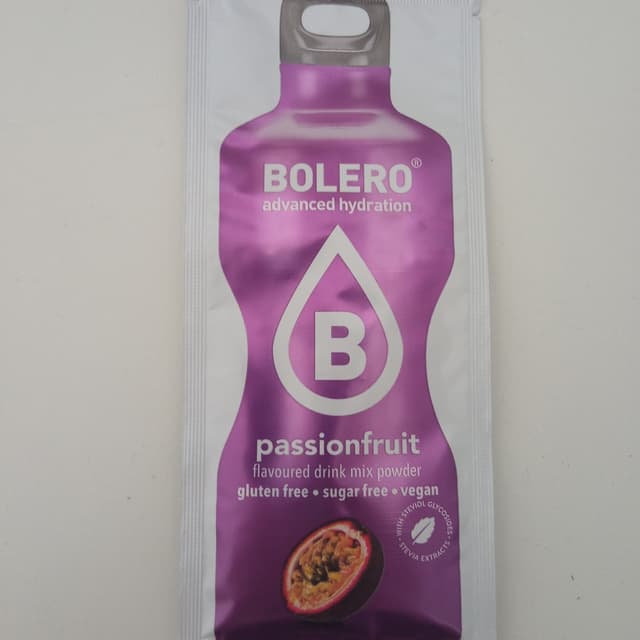 BOLERO®
advanced hydration
B
passionfruit
flavoured drink mix powder
gluten free • sugar free • vegan
• WITH STEVIOL GLYCOSIDES •
STEVIA EXTRACTS